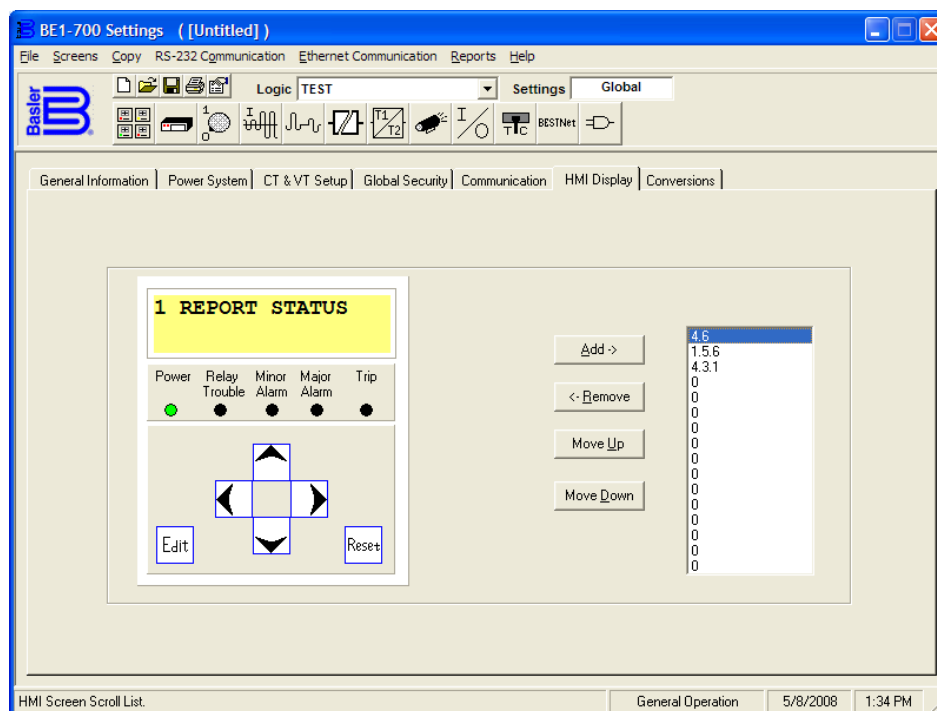 BE1-700 Settings ( [Untitled] )
File Screens Copy RS-232 Communication Ethernet Communication Reports Help
Basler
Logic TEST Settings Global
1 0 I T1 T2 I O T C BESTNet
General Information Power System CT & VT Setup Global Security Communication HMI Display Conversions
1 REPORT STATUS
Power Relay Trouble Minor Alarm Major Alarm Trip
Edit
Reset
Add ->
<- Remove
Move Up
Move Down
4.6
1.5.6
4.3.1
0
0
0
0
0
0
0
0
0
0
0
0
0
HMI Screen Scroll List. General Operation 5/8/2008 1:34 PM